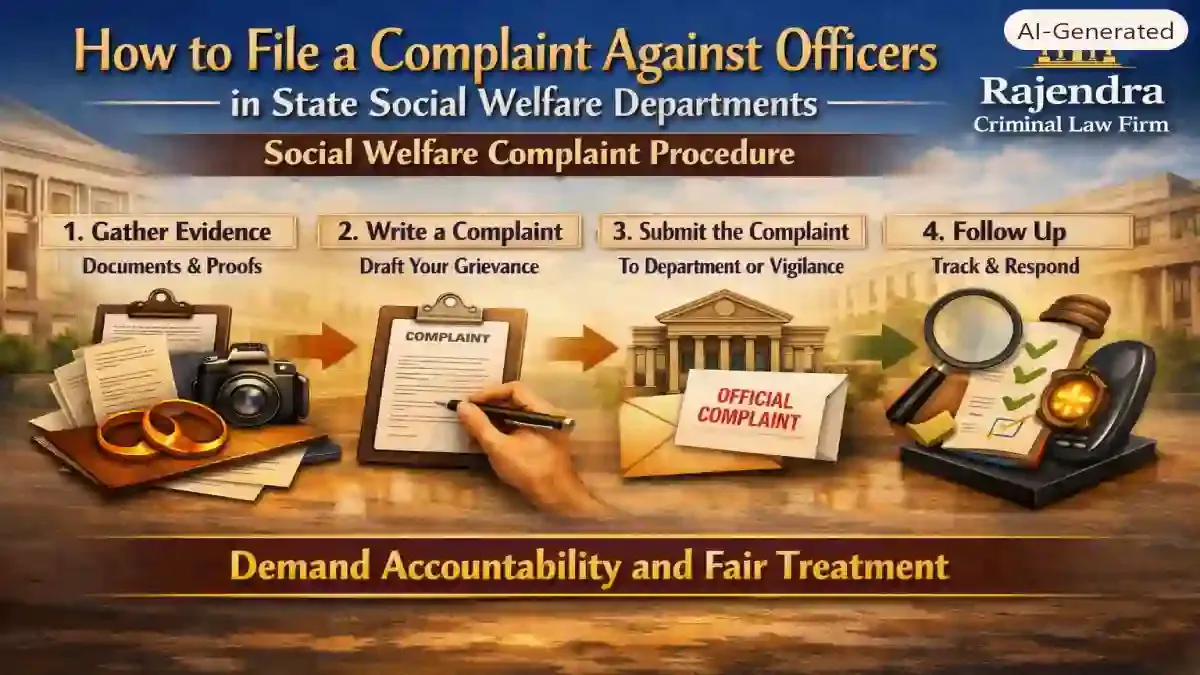 AI-Generated
How to File a Complaint Against Officers
in State Social Welfare Departments
Rajendra
Criminal Law Firm
Social Welfare Complaint Procedure
1. Gather Evidence
Documents & Proofs
2. Write a Complaint
Draft Your Grievance
3. Submit the Complaint
To Department or Vigilance
4. Follow Up
Track & Respond
COMPLAINT
OFFICIAL
COMPLAINT
Demand Accountability and Fair Treatment